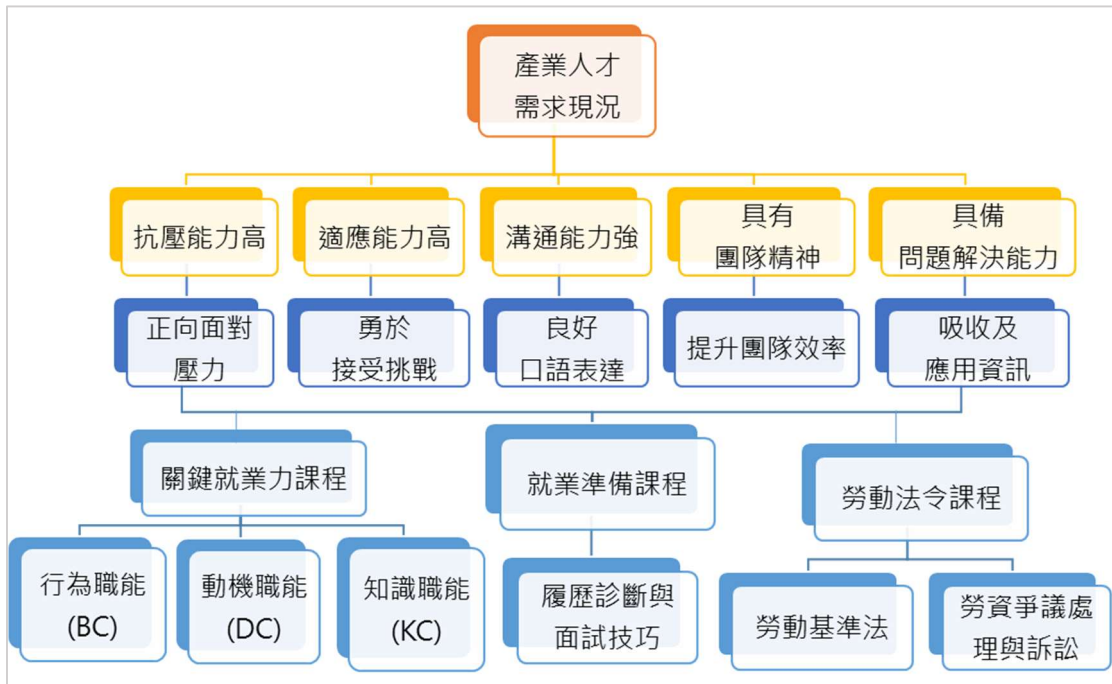 產業人才
需求現況
抗壓能力高
適應能力高
溝通能力強
具有
團隊精神
具備
問題解決能力
正向面對
壓力
勇於
接受挑戰
良好
口語表達
提升團隊效率
吸收及
應用資訊
關鍵就業力課程
就業準備課程
勞動法令課程
行為職能
(BC)
動機職能
(DC)
知識職能
(KC)
履歷診斷與
面試技巧
勞動基準法
勞資爭議處
理與訴訟